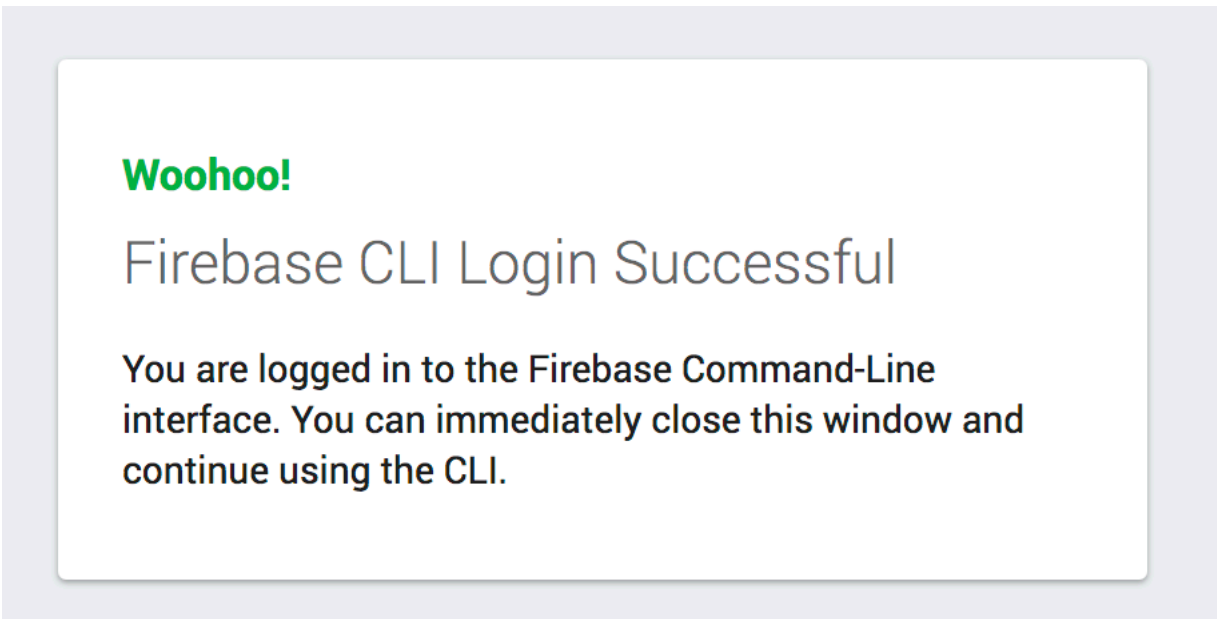 Woohoo!
Firebase CLI Login Successful
You are logged in to the Firebase Command-Line
interface. You can immediately close this window and
continue using the CLI.